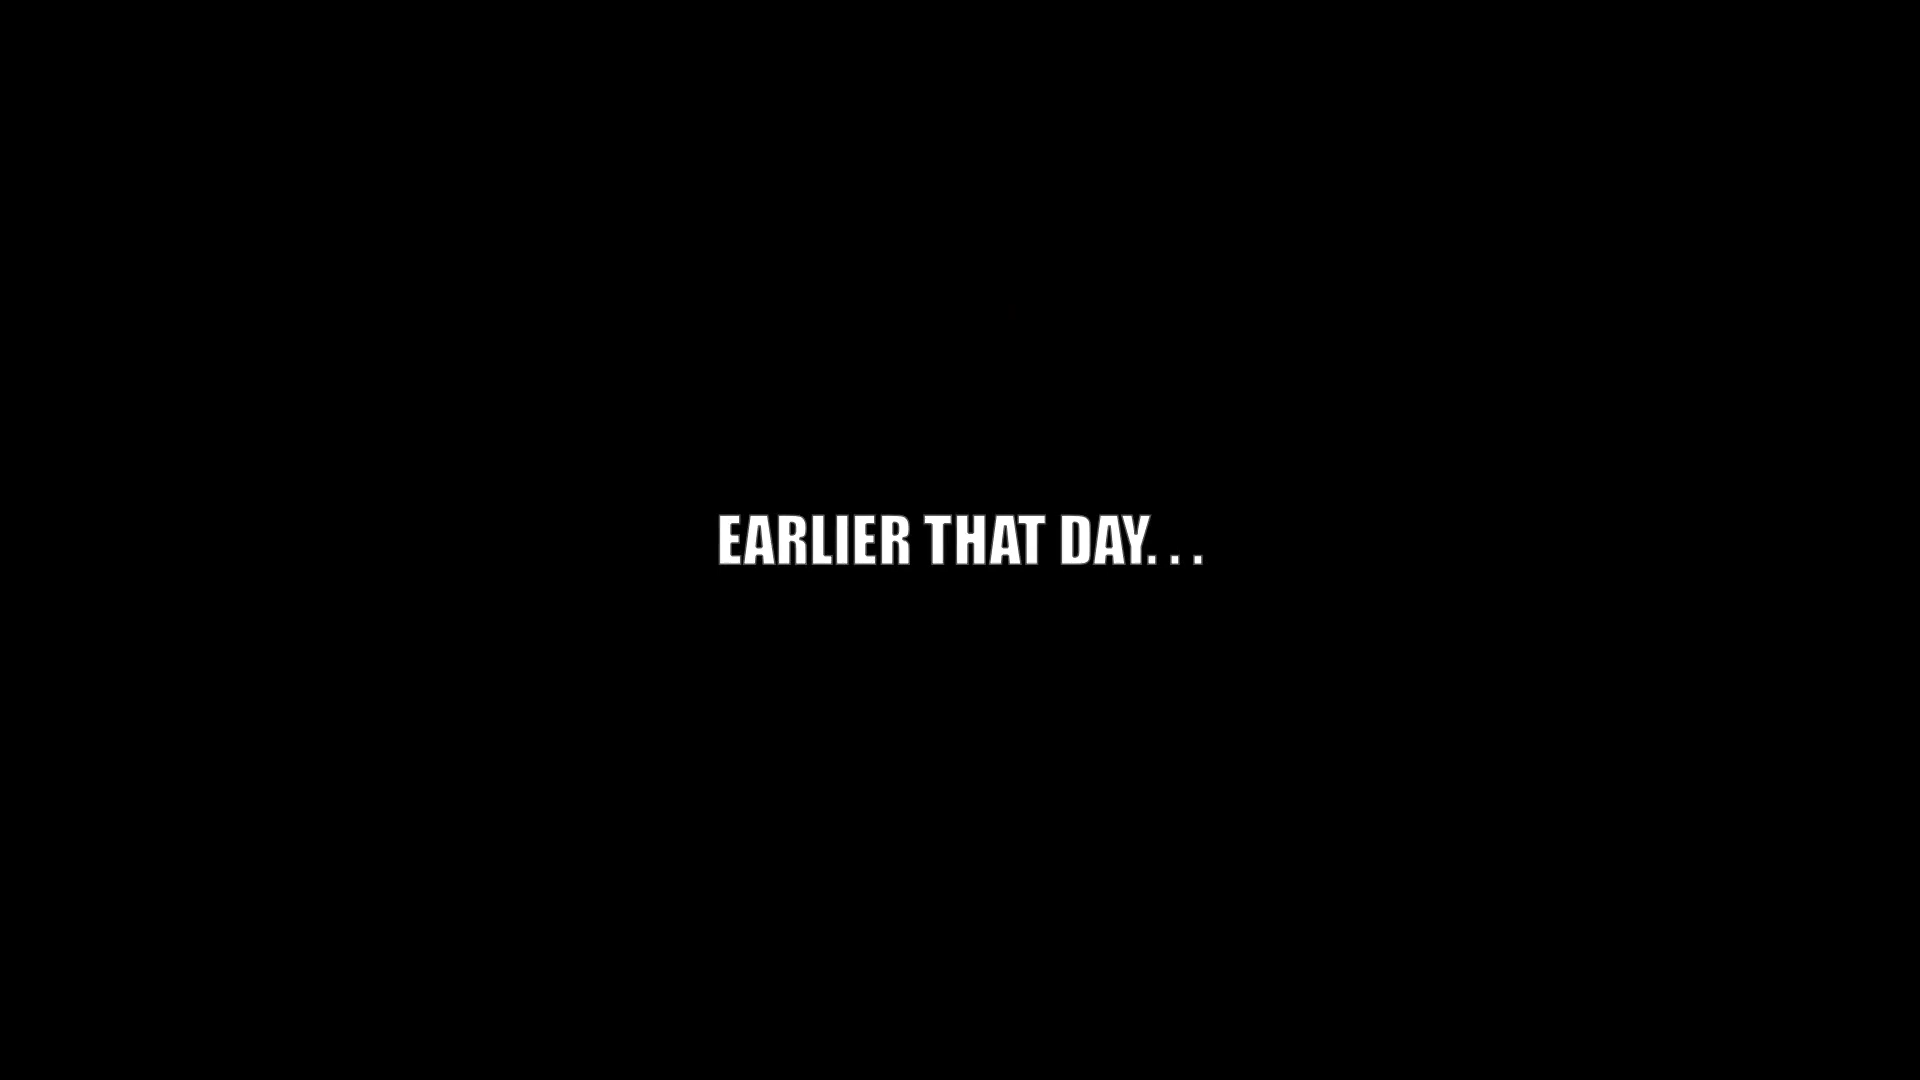 EARLIER THAT DAY. . .